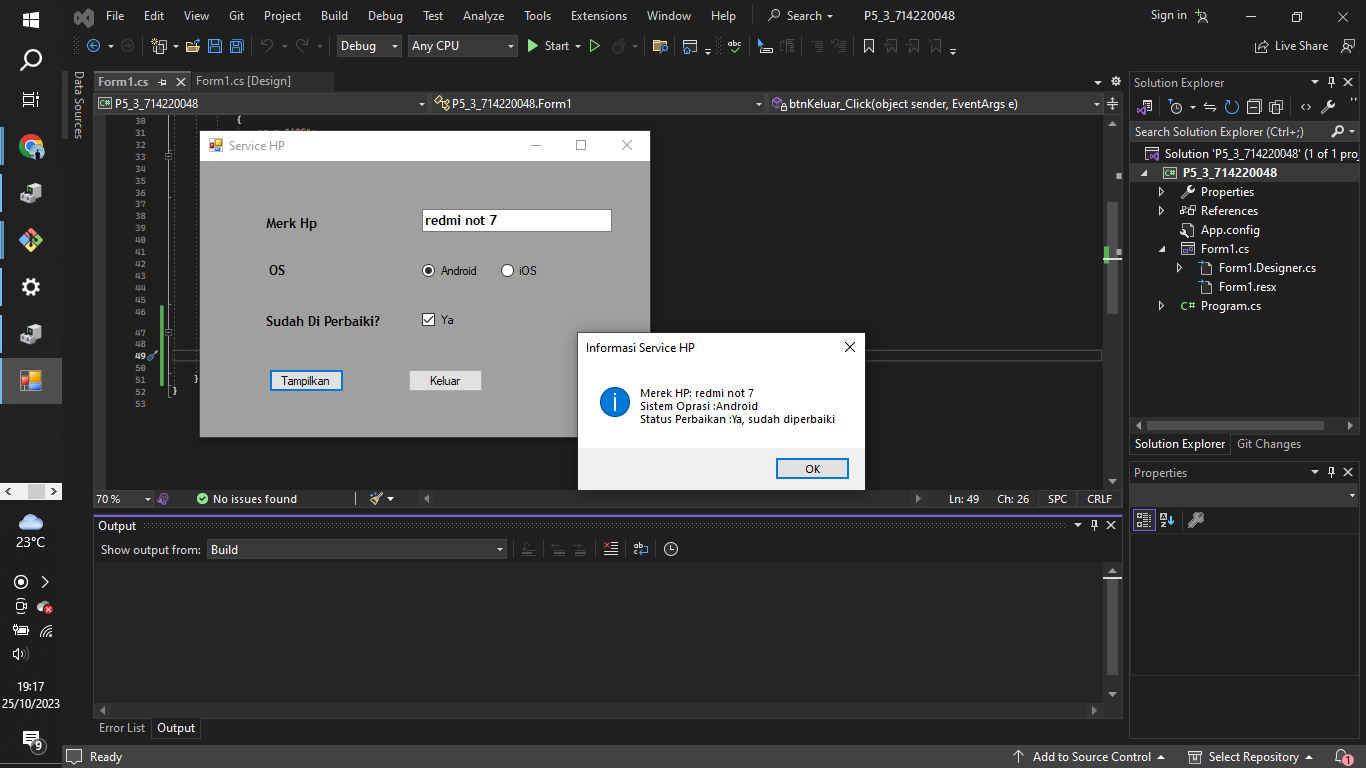 File Edit View Git Project Build Debug Test Analyze Tools Extensions Window Help Search P5_3_714220048 Sign in
Debug Any CPU Start Live Share
Data Sources
Form1.cs Form1.cs [Design]
P5_3_714220048 P5_3_714220048.Form1 btnKeluar_Click(object sender, EventArgs e)
30 {
31
32
33
34
35
36
37
38
39
40
41
42
43
44
45
46
47
48
49
50
51 }
52 }
53
Service HP
Merk Hp redmi not 7
OS Android iOS
Sudah Di Perbaiki? Ya
Tampilkan Keluar
Informasi Service HP
Merek HP: redmi not 7
Sistem Oprasi :Android
Status Perbaikan :Ya, sudah diperbaiki
OK
70 % No issues found Ln: 49 Ch: 26 SPC CRLF
Output
Show output from: Build
Error List Output
Solution Explorer
Search Solution Explorer (Ctrl+;)
Solution 'P5_3_714220048' (1 of 1 proj
P5_3_714220048
Properties
References
App.config
Form1.cs
Form1.Designer.cs
Form1.resx
C# Program.cs
Solution Explorer Git Changes
Properties
23°C
19:17
25/10/2023
9
Ready Add to Source Control Select Repository 1